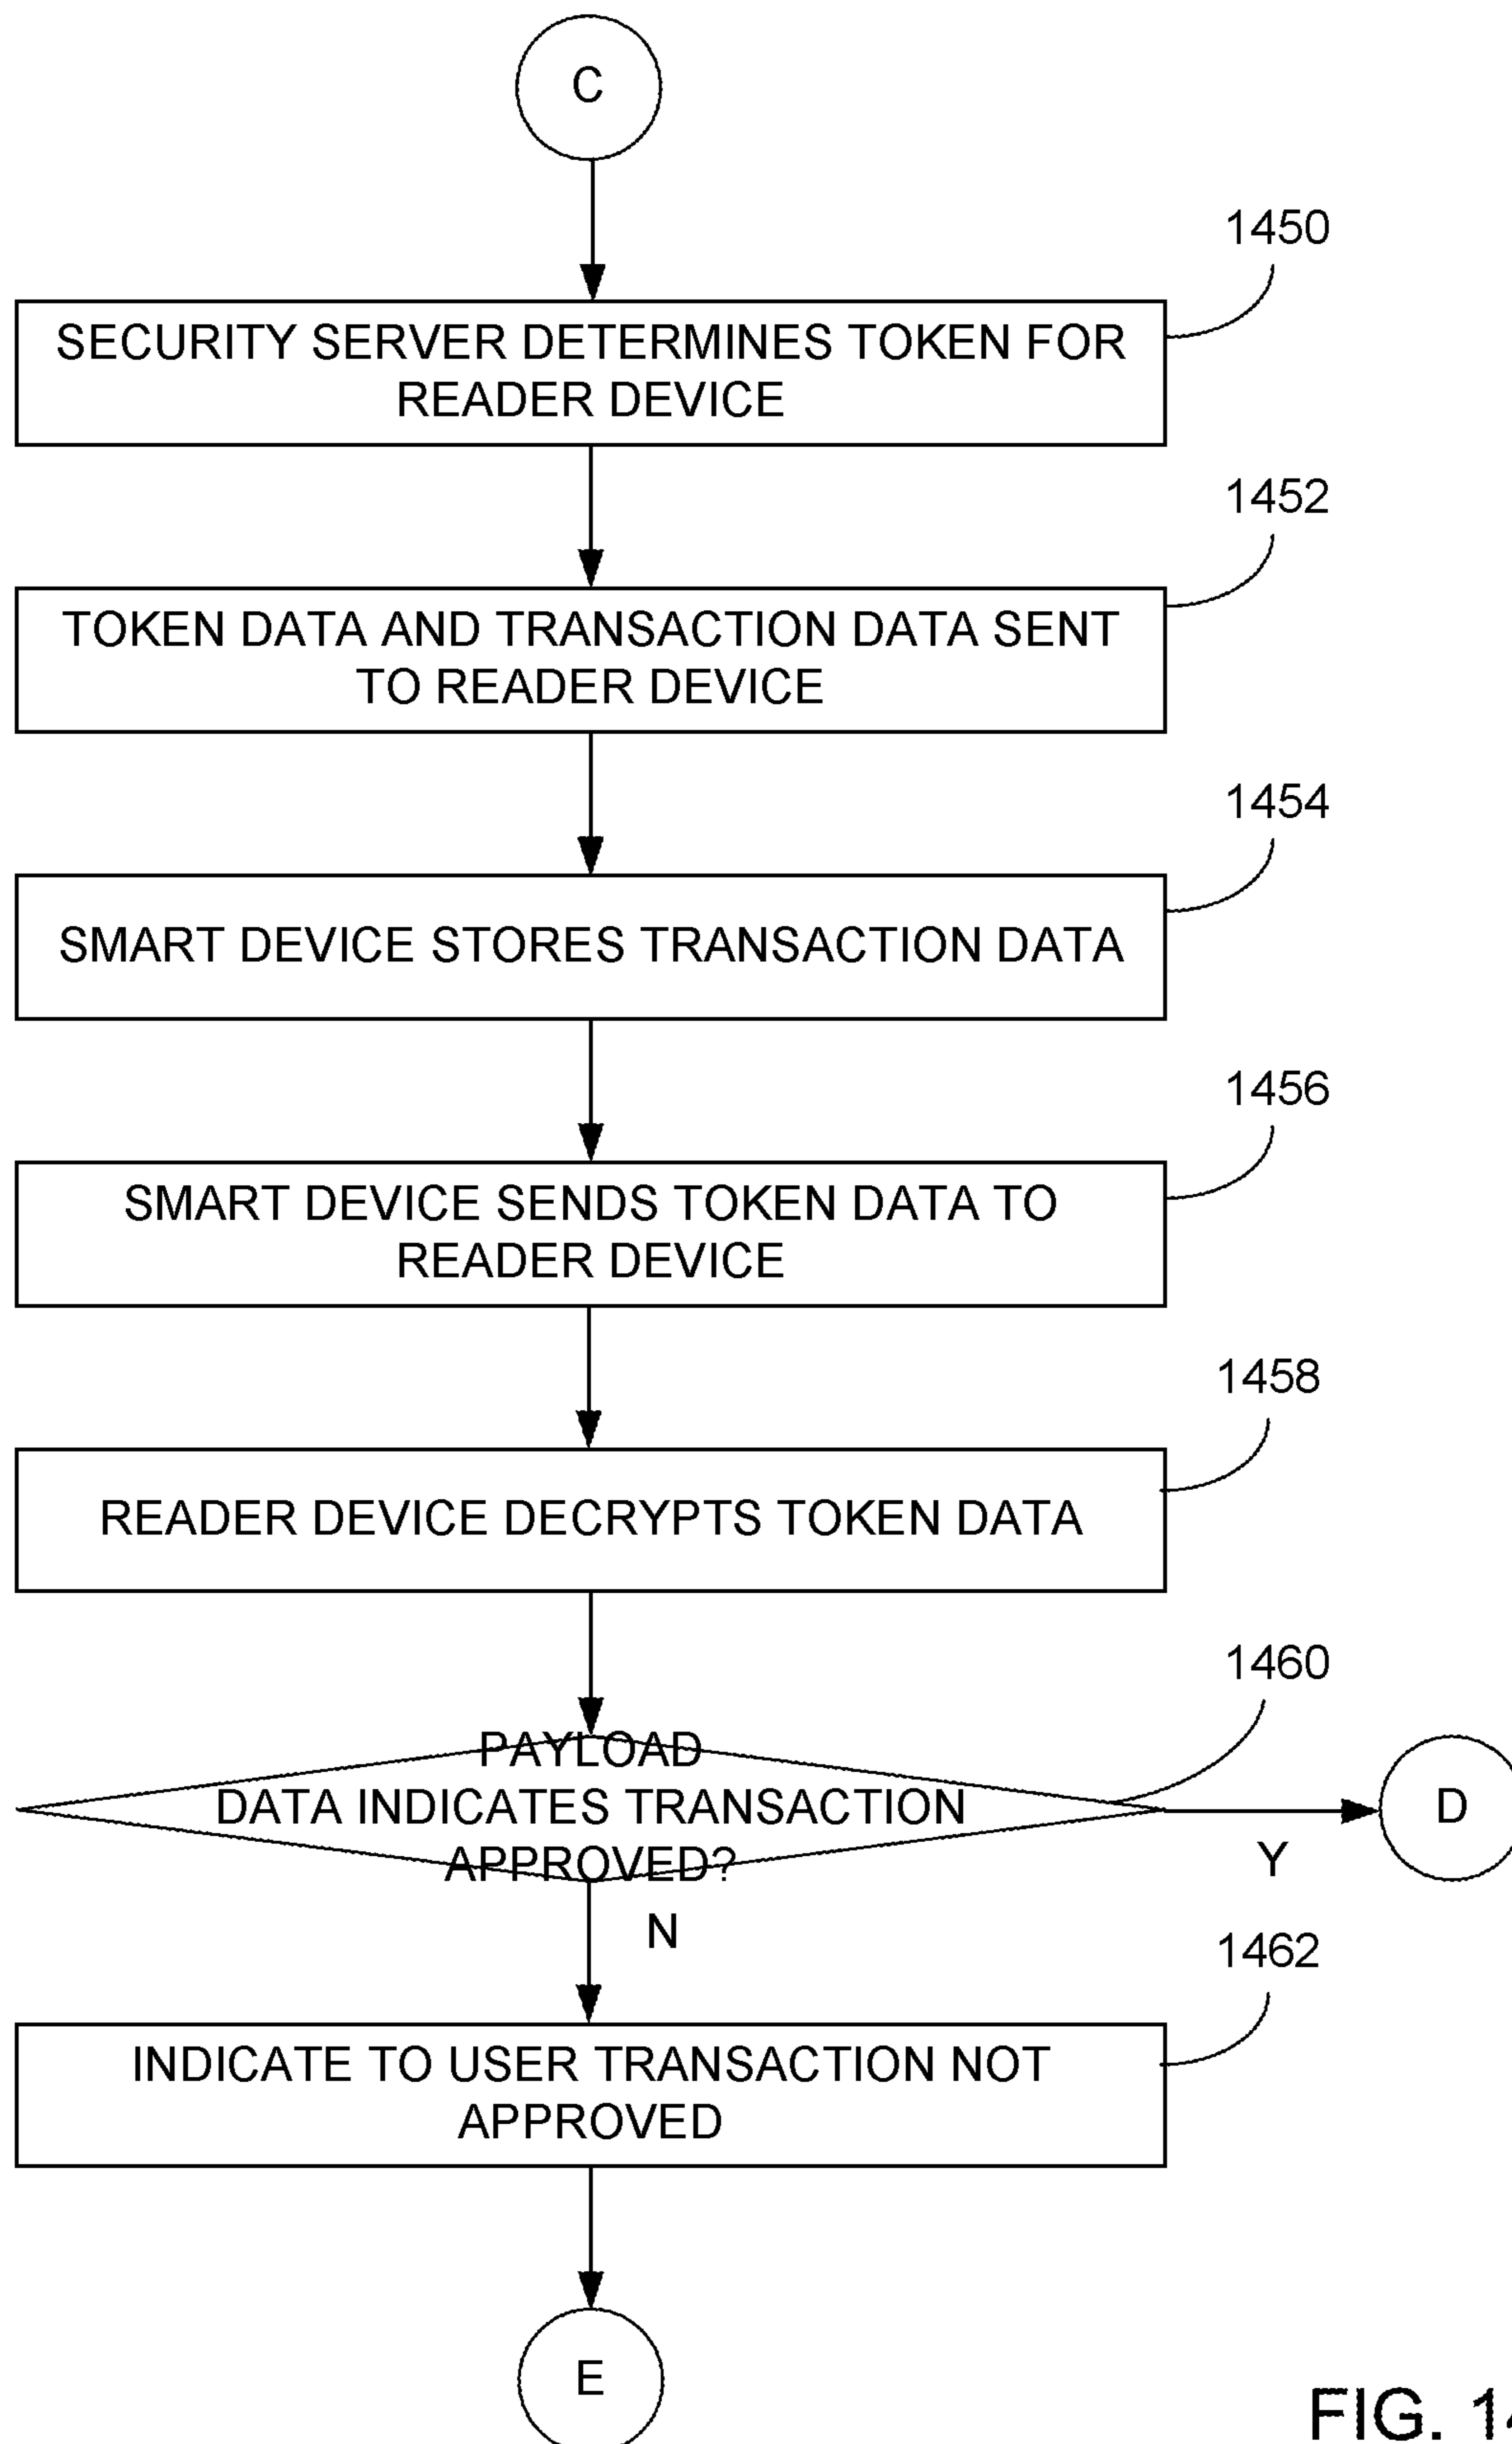 C
1450
SECURITY SERVER DETERMINES TOKEN FOR
READER DEVICE
1452
TOKEN DATA AND TRANSACTION DATA SENT
TO READER DEVICE
1454
SMART DEVICE STORES TRANSACTION DATA
1456
SMART DEVICE SENDS TOKEN DATA TO
READER DEVICE
1458
READER DEVICE DECRYPTS TOKEN DATA
1460
PAYLOAD
DATA INDICATES TRANSACTION
APPROVED?
D
Y
N
1462
INDICATE TO USER TRANSACTION NOT
APPROVED
E
FIG. 14